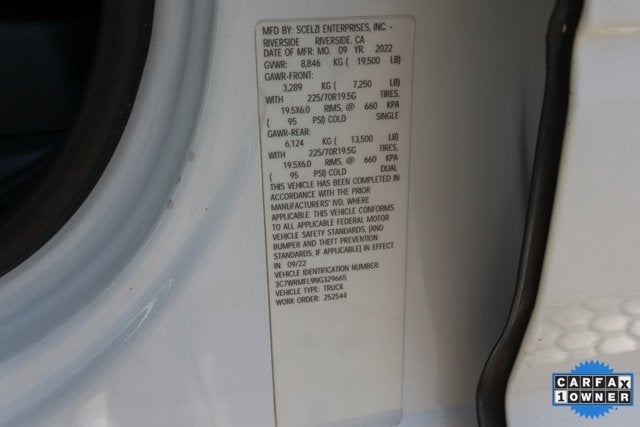 MFD BY: SCELZI ENTERPRISES, INC. -
RIVERSIDE RIVERSIDE, CA
DATE OF MFR: MO. 09 YR. 2022
GVWR: 8,846 KG ( 19,500 LB)
GAWR-FRONT:
3,289 KG ( 7,250 LB)
WITH 225/70R19.5G TIRES,
19.5X6.0 RIMS, @ 660 KPA
( 95 PSI) COLD SINGLE
GAWR-REAR:
6,124 KG ( 13,500 LB)
WITH 225/70R19.5G TIRES,
19.5X6.0 RIMS, @ 660 KPA
( 95 PSI) COLD DUAL
THIS VEHICLE HAS BEEN COMPLETED IN
ACCORDANCE WITH THE PRIOR
MANUFACTURERS' IVD, WHERE
APPLICABLE. THIS VEHICLE CONFORMS
TO ALL APPLICABLE FEDERAL MOTOR
VEHICLE SAFETY STANDARDS, [AND
BUMPER AND THEFT PREVENTION
STANDARDS, IF APPLICABLE] IN EFFECT
IN: 09/22
VEHICLE IDENTIFICATION NUMBER:
3C7WRMFL9NG329665
VEHICLE TYPE: TRUCK
WORK ORDER: 252544
CARFAX
1 OWNER